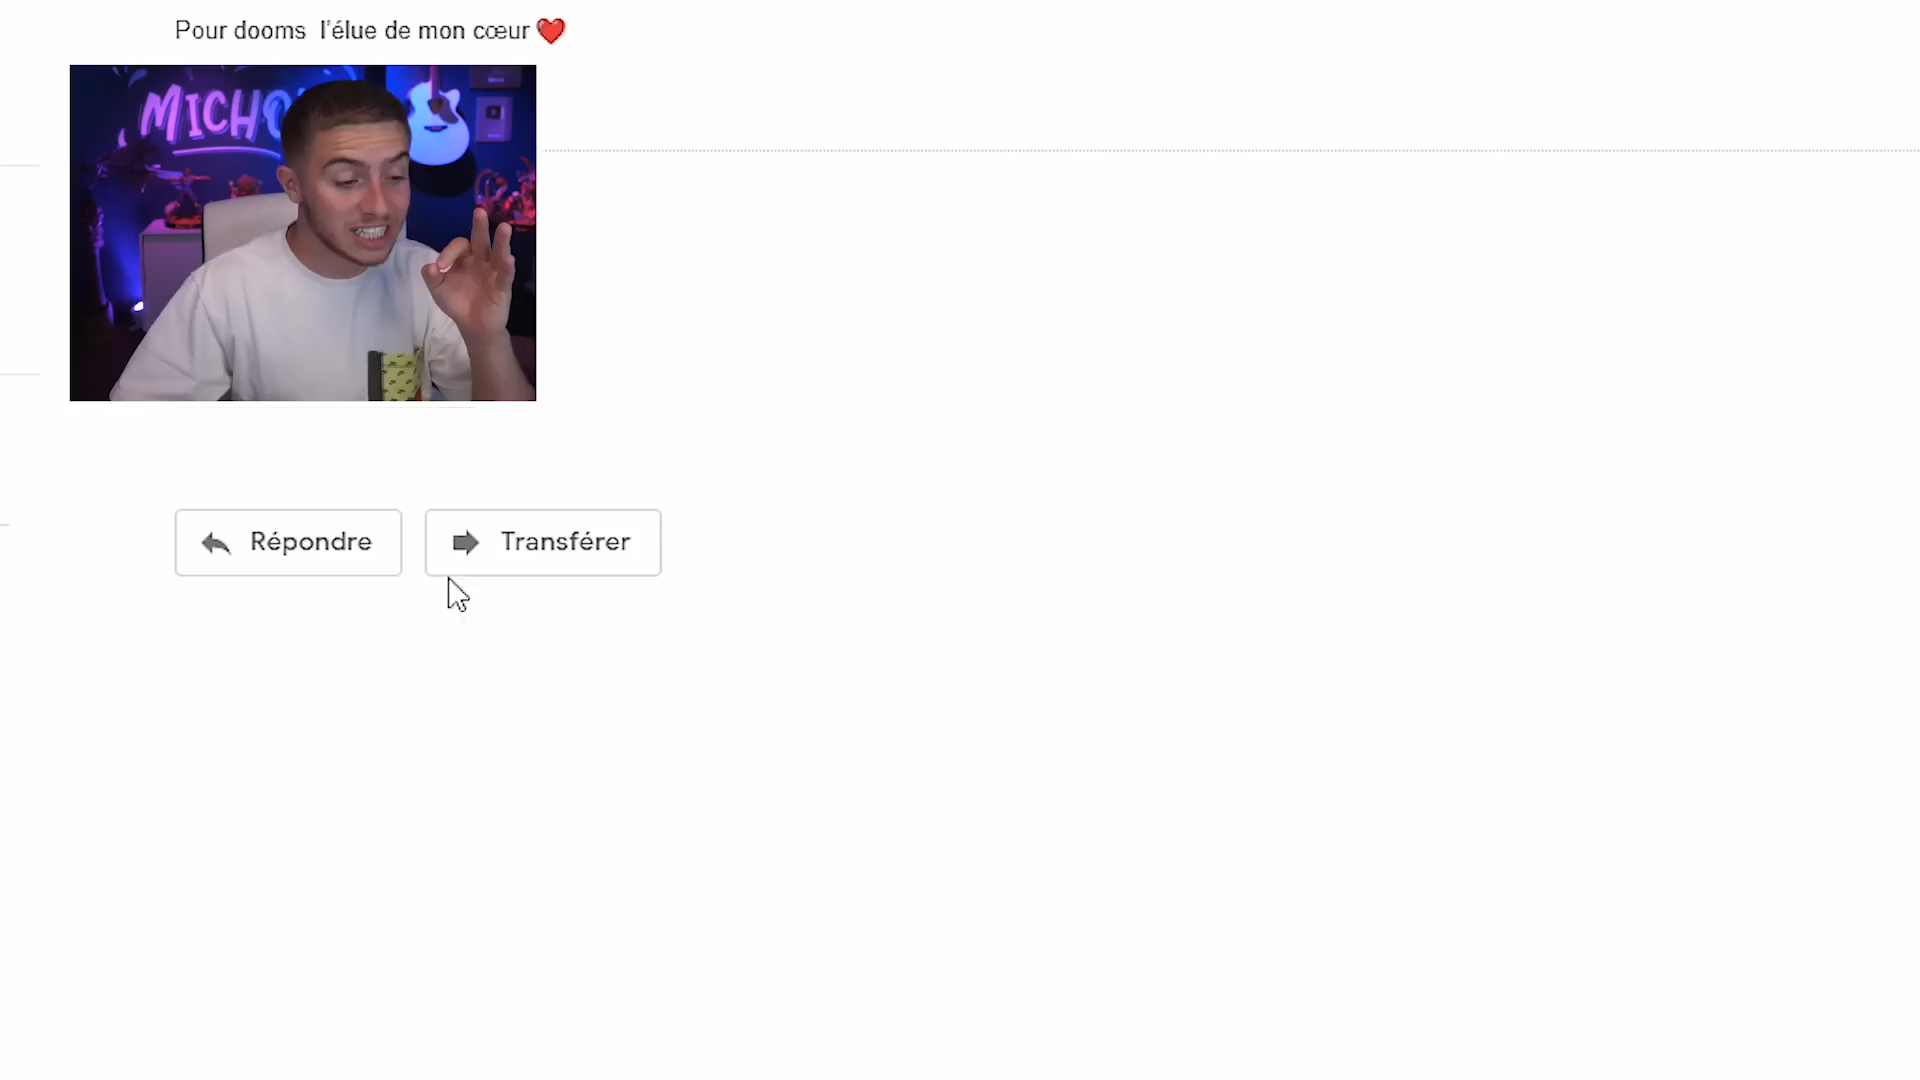 Pour dooms l'élue de mon cœur ❤️
MICHO
Répondre
Transférer